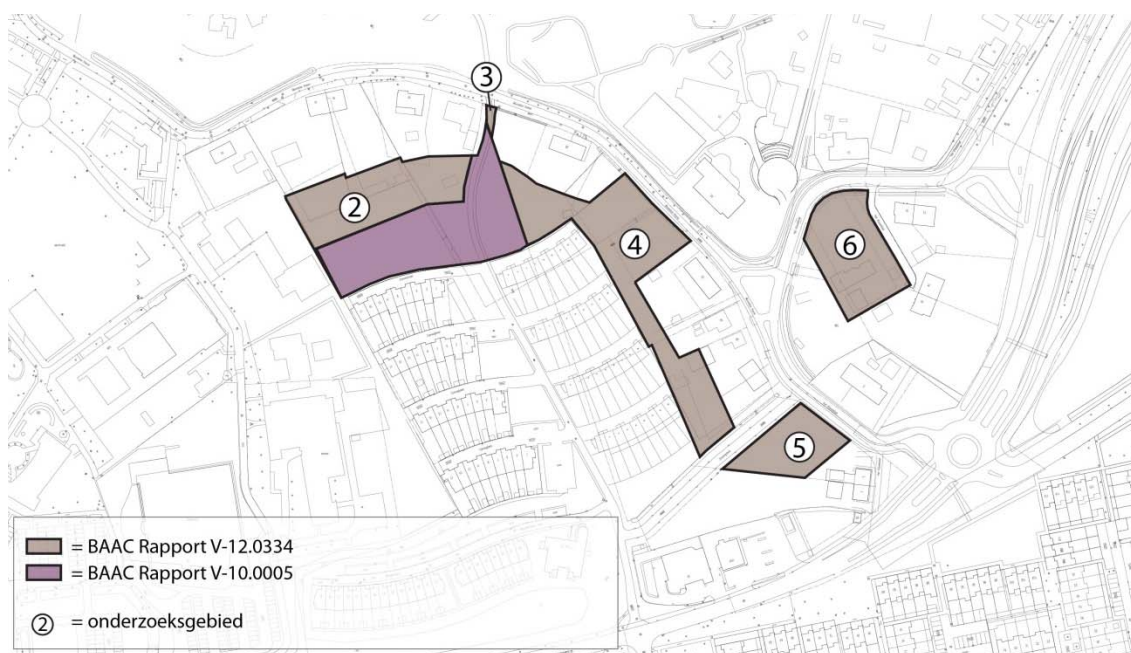 3
2
4
6
5
= BAAC Rapport V-12.0334
= BAAC Rapport V-10.0005
2 = onderzoeksgebied